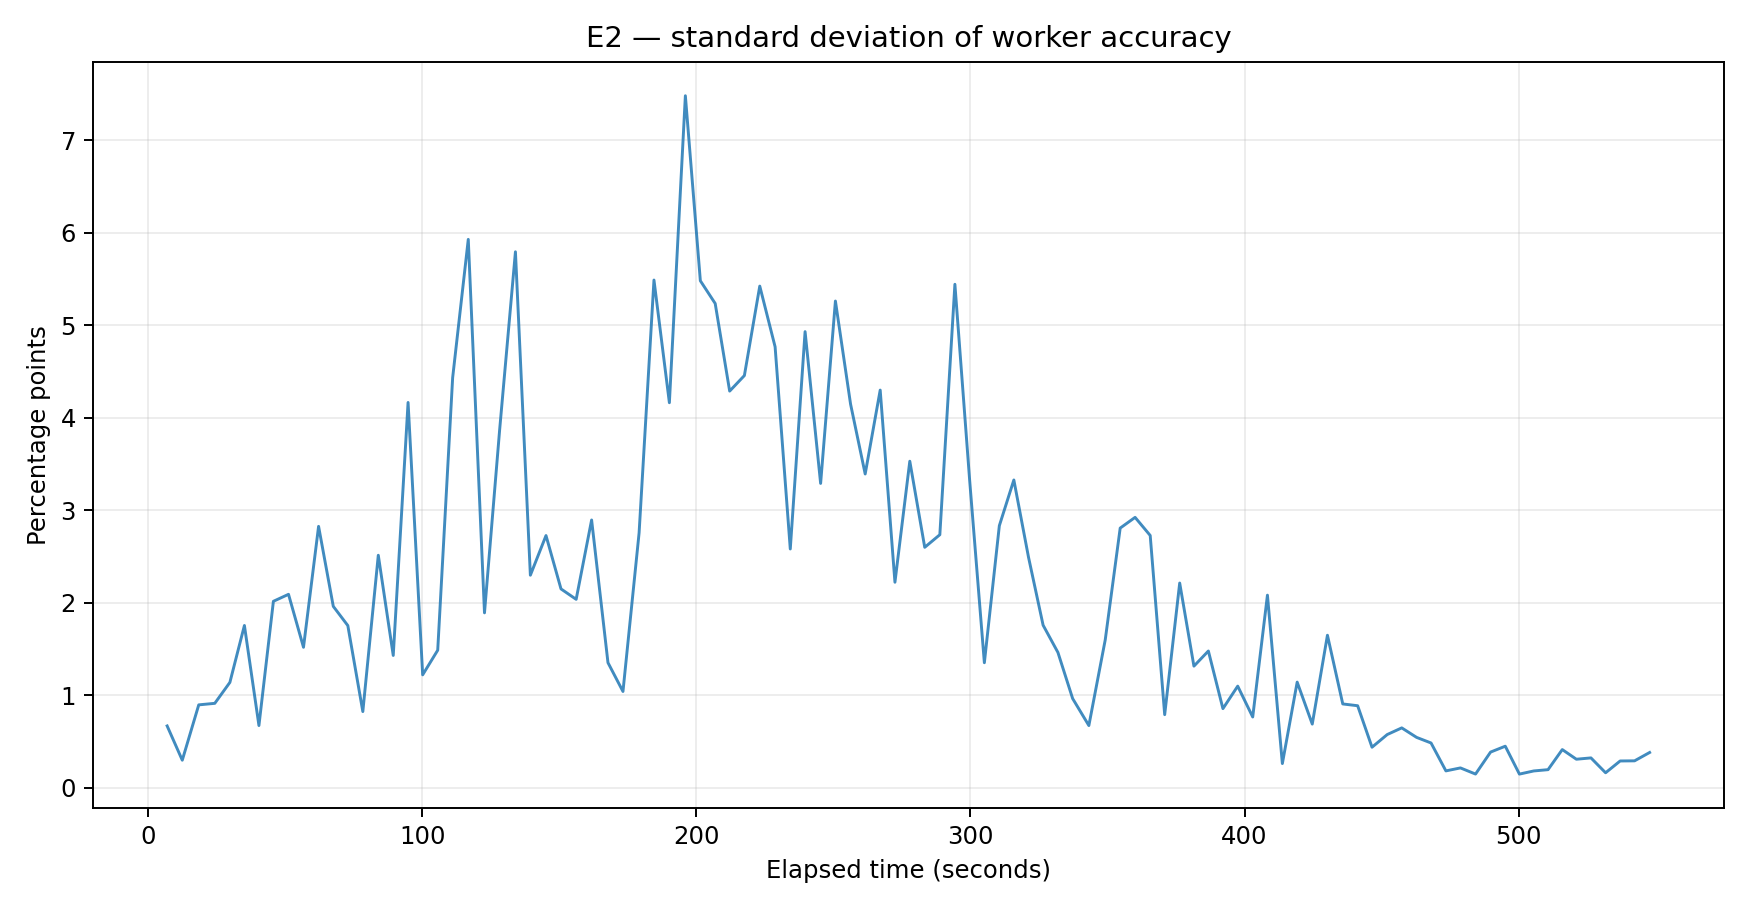 E2 — standard deviation of worker accuracy
Percentage points
7
6
5
4
3
2
1
0
0 100 200 300 400 500
Elapsed time (seconds)